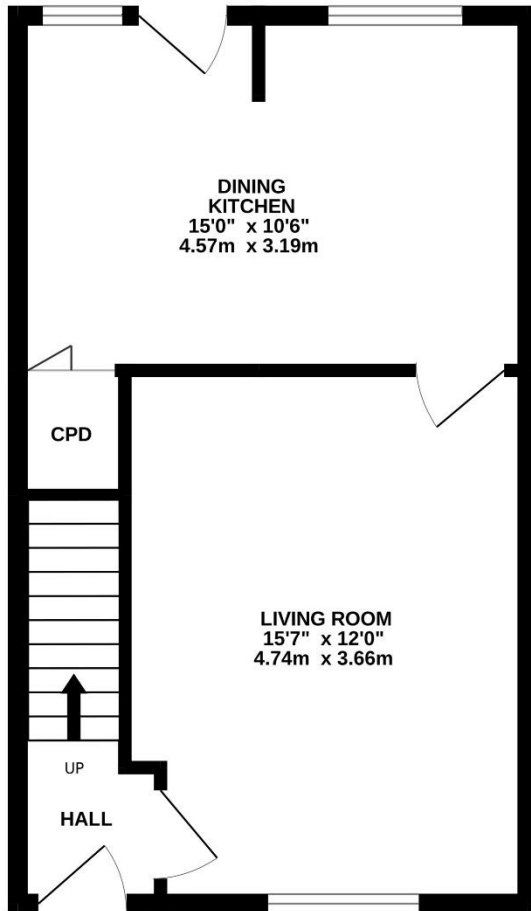 DINING
KITCHEN
15'0" x 10'6"
4.57m x 3.19m
CPD
LIVING ROOM
15'7" x 12'0"
4.74m x 3.66m
UP
HALL